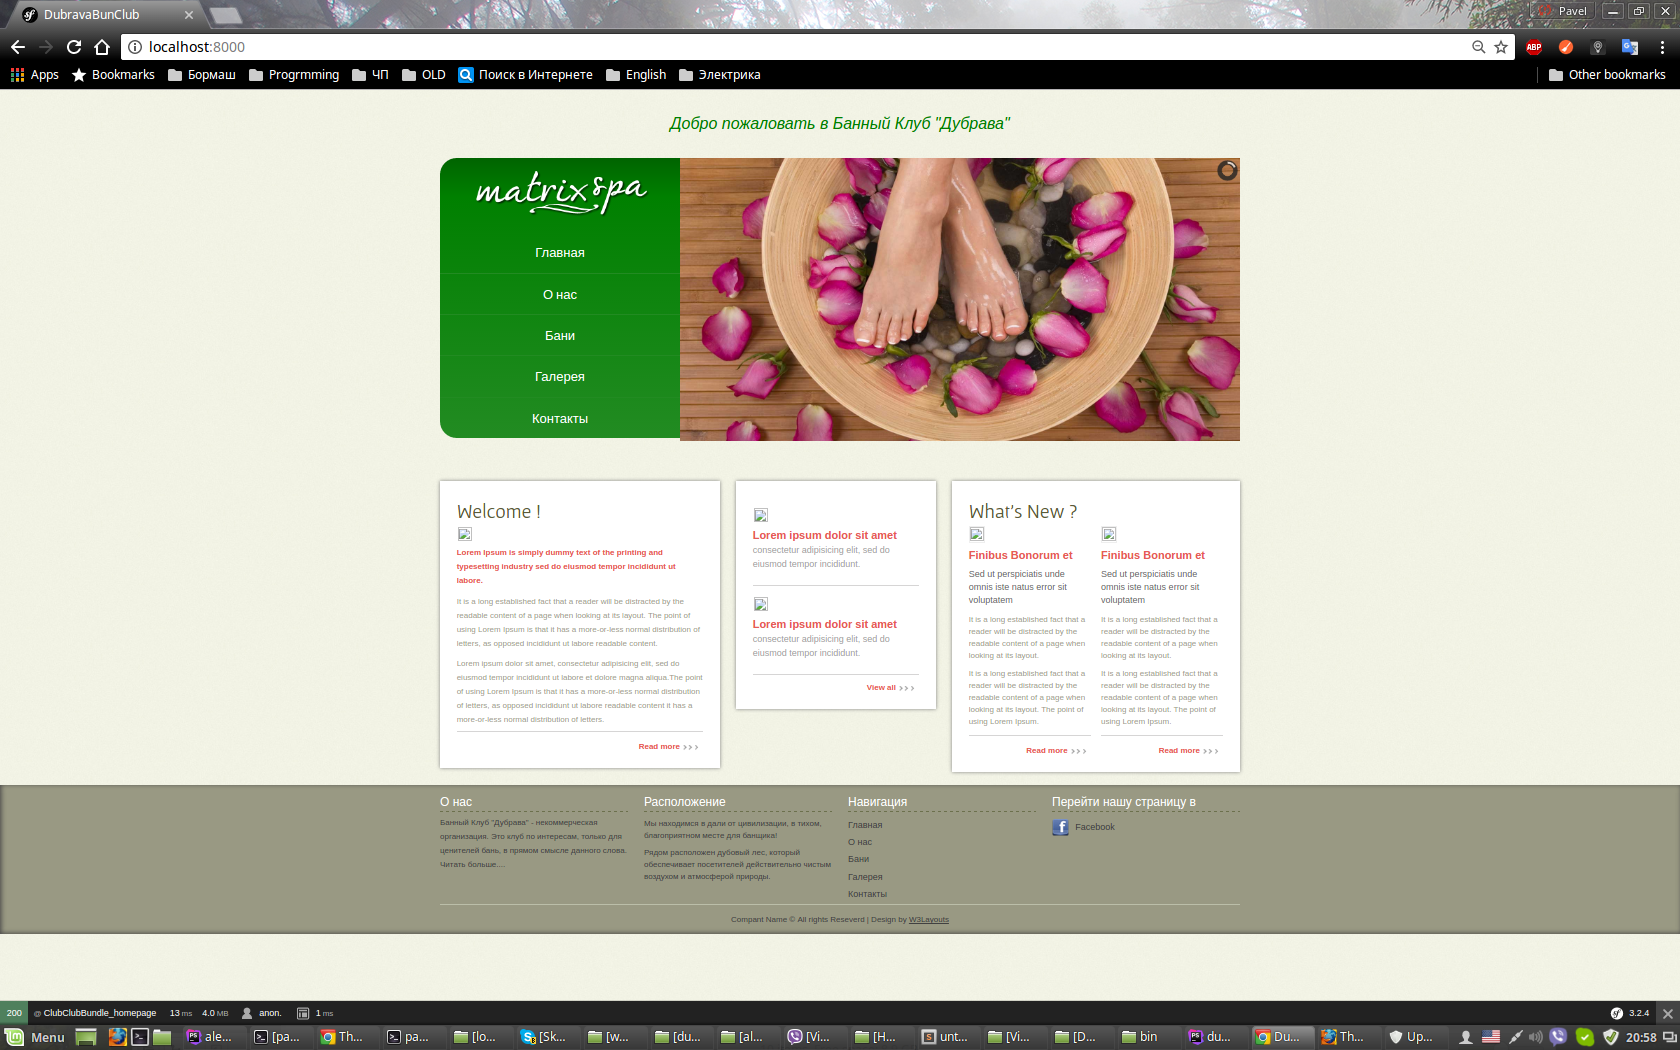 DubravaBunClub
Pavel
localhost:8000
ABP
Apps
Bookmarks
Бормаш
Progrmming
ЧП
OLD
Поиск в Интернете
English
Электрика
Other bookmarks
Добро пожаловать в Банный Клуб "Дубрава"
matrix spa
Главная
О нас
Бани
Галерея
Контакты
Welcome !
Lorem Ipsum is simply dummy text of the printing and
typesetting industry sed do eiusmod tempor incididunt ut
labore.
It is a long established fact that a reader will be distracted by the
readable content of a page when looking at its layout. The point of
using Lorem Ipsum is that it has a more-or-less normal distribution of
letters, as opposed incididunt ut labore readable content.
Lorem ipsum dolor sit amet, consectetur adipisicing elit, sed do
eiusmod tempor incididunt ut labore et dolore magna aliqua.The point
of using Lorem Ipsum is that it has a more-or-less normal distribution
of letters, as opposed incididunt ut labore readable content it has a
more-or-less normal distribution of letters.
Read more
Lorem ipsum dolor sit amet
consectetur adipisicing elit, sed do
eiusmod tempor incididunt.
Lorem ipsum dolor sit amet
consectetur adipisicing elit, sed do
eiusmod tempor incididunt.
View all
What's New ?
Finibus Bonorum et
Sed ut perspiciatis unde
omnis iste natus error sit
voluptatem
It is a long established fact that a
reader will be distracted by the
readable content of a page when
looking at its layout.
It is a long established fact that a
reader will be distracted by the
readable content of a page when
looking at its layout. The point of
using Lorem Ipsum.
Read more
Finibus Bonorum et
Sed ut perspiciatis unde
omnis iste natus error sit
voluptatem
It is a long established fact that a
reader will be distracted by the
readable content of a page when
looking at its layout.
It is a long established fact that a
reader will be distracted by the
readable content of a page when
looking at its layout. The point of
using Lorem Ipsum.
Read more
О нас
Банный Клуб "Дубрава" - некоммерческая
организация. Это клуб по интересам, только для
ценителей бань, в прямом смысле данного слова.
Читать больше....
Расположение
Мы находимся в дали от цивилизации, в тихом,
благоприятном месте для банщика!
Рядом расположен дубовый лес, который
обеспечивает посетителей действительно чистым
воздухом и атмосферой природы.
Навигация
Главная
О нас
Бани
Галерея
Контакты
Перейти нашу страницу в
Facebook
Compant Name © All rights Reseverd | Design by W3Layouts
200
@ ClubClubBundle_homepage
13 ms
4.0 MB
anon.
1 ms
3.2.4
Menu
ale...
[pa...
Th...
pa...
[lo...
[Sk...
[w...
[du...
[al...
[Vi...
[H...
unt...
[Vi...
[D...
bin
du...
Du...
Th...
Up...
20:58